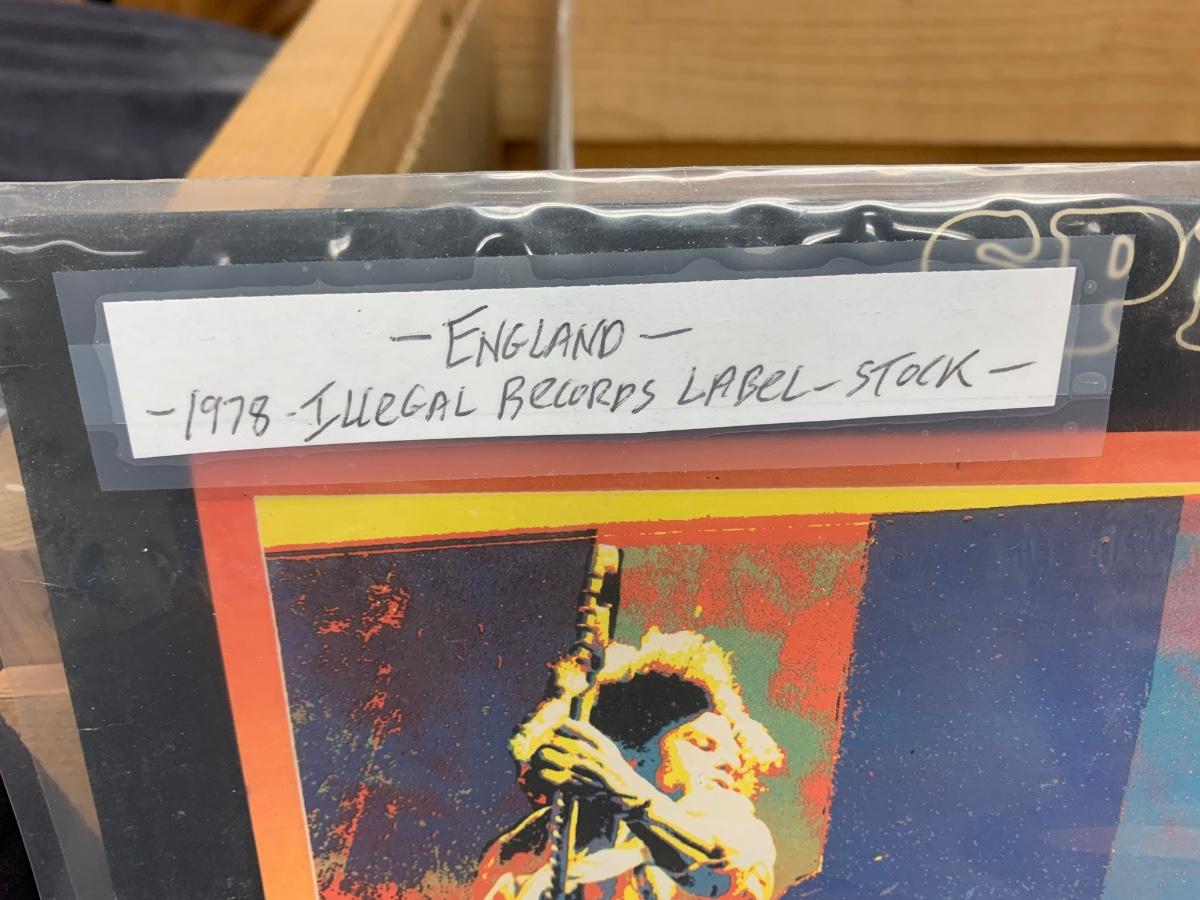 - ENGLAND -
- 1978 - ILLEGAL RECORDS LABEL - STOCK -